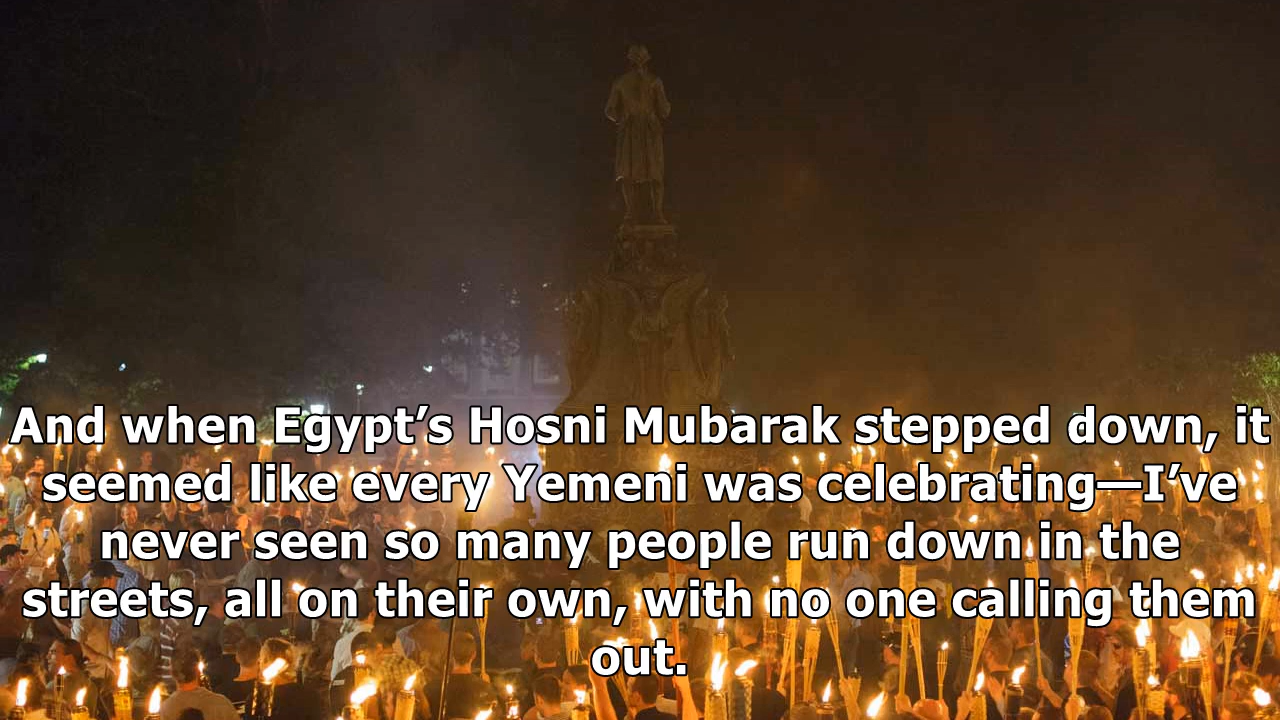 And when Egypt’s Hosni Mubarak stepped down, it
seemed like every Yemeni was celebrating—I’ve
never seen so many people run down in the
streets, all on their own, with no one calling them
out.